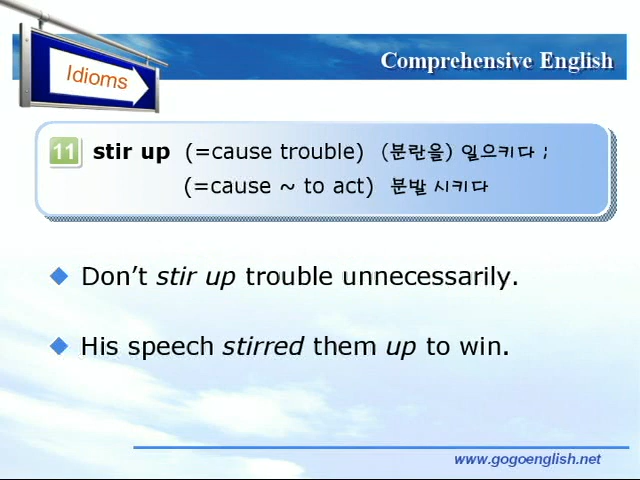 Idioms
Comprehensive English
11 stir up (=cause trouble) (분란을) 일으키다 ;
(=cause ~ to act) 분발 시키다
Don't stir up trouble unnecessarily.
His speech stirred them up to win.
www.gogoenglish.net